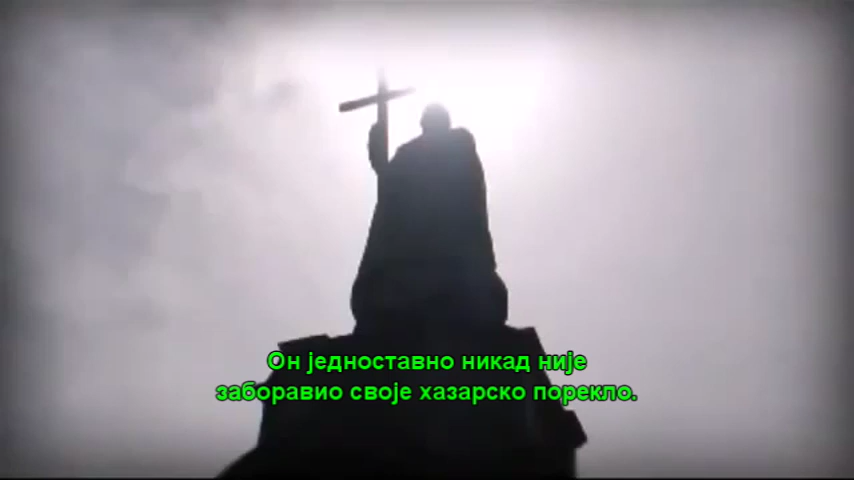 Он једноставно никад није
заборавио своје хазарско порекло.